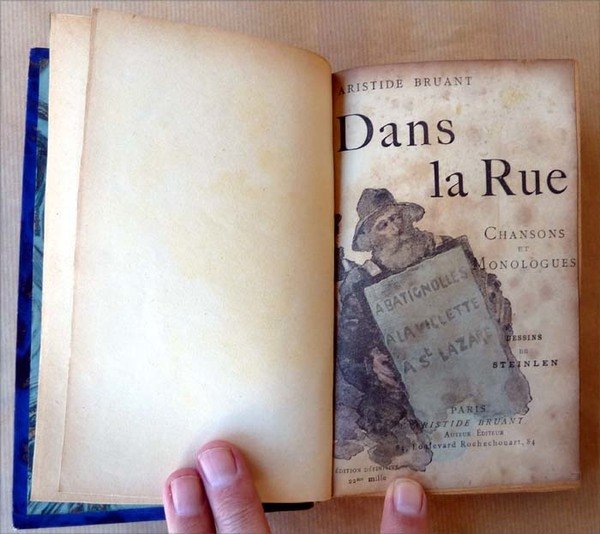 ARISTIDE BRUANT
Dans
la Rue
CHANSONS
ET
MONOLOGUES
A BATIGNOLLES
A LA VILLETTE
A St LAZARE
DESSINS
DE
STEINLEN
PARIS
ARISTIDE BRUANT
AUTEUR ÉDITEUR
84, Boulevard Rochechouart, 84
ÉDITION DÉFINITIVE
22me mille